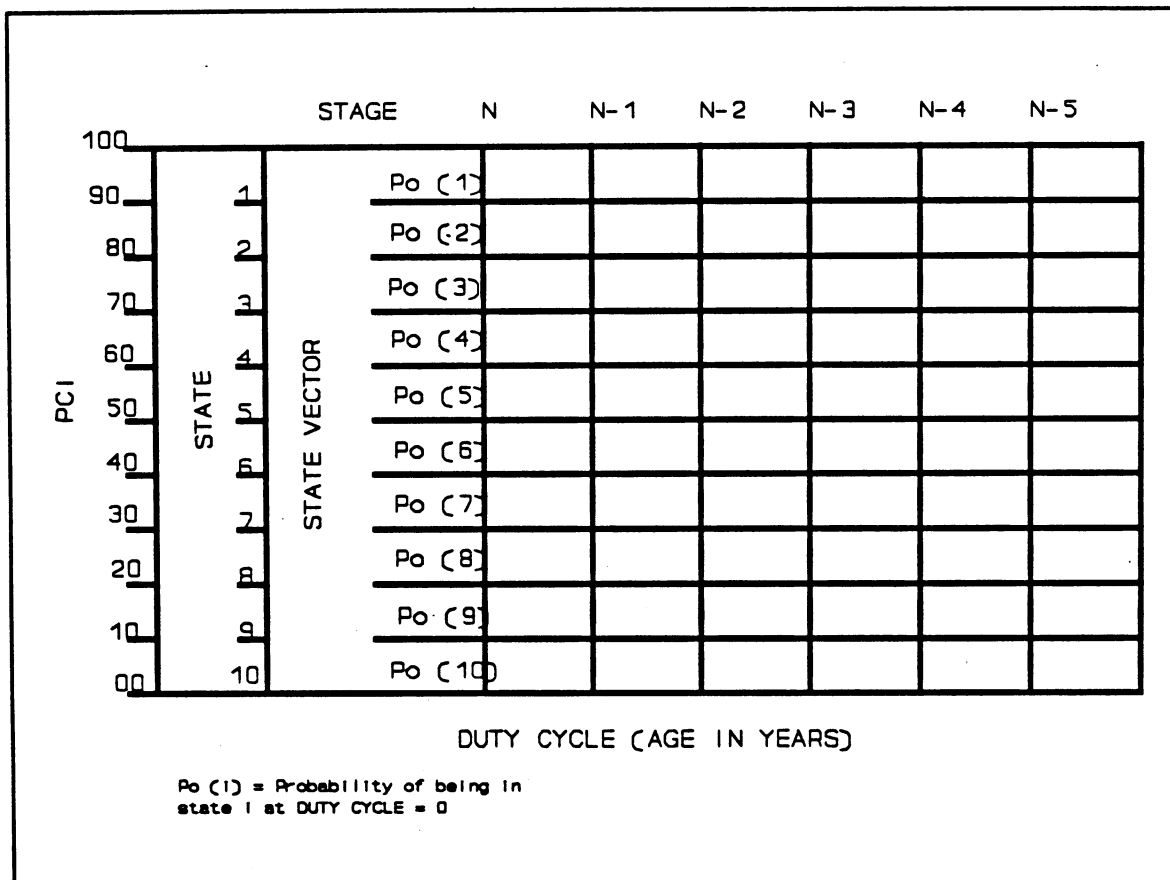 STAGE N N-1 N-2 N-3 N-4 N-5
100
Po (1)
90 1
Po (2)
80 2
Po (3)
70 3
Po (4)
60 4
PCI
STATE
STATE VECTOR
Po (5)
50 5
Po (6)
40 6
Po (7)
30 7
Po (8)
20 8
Po (9)
10 9
Po (10)
00 10
DUTY CYCLE (AGE IN YEARS)
Po (i) = Probability of being in
state i at DUTY CYCLE = 0